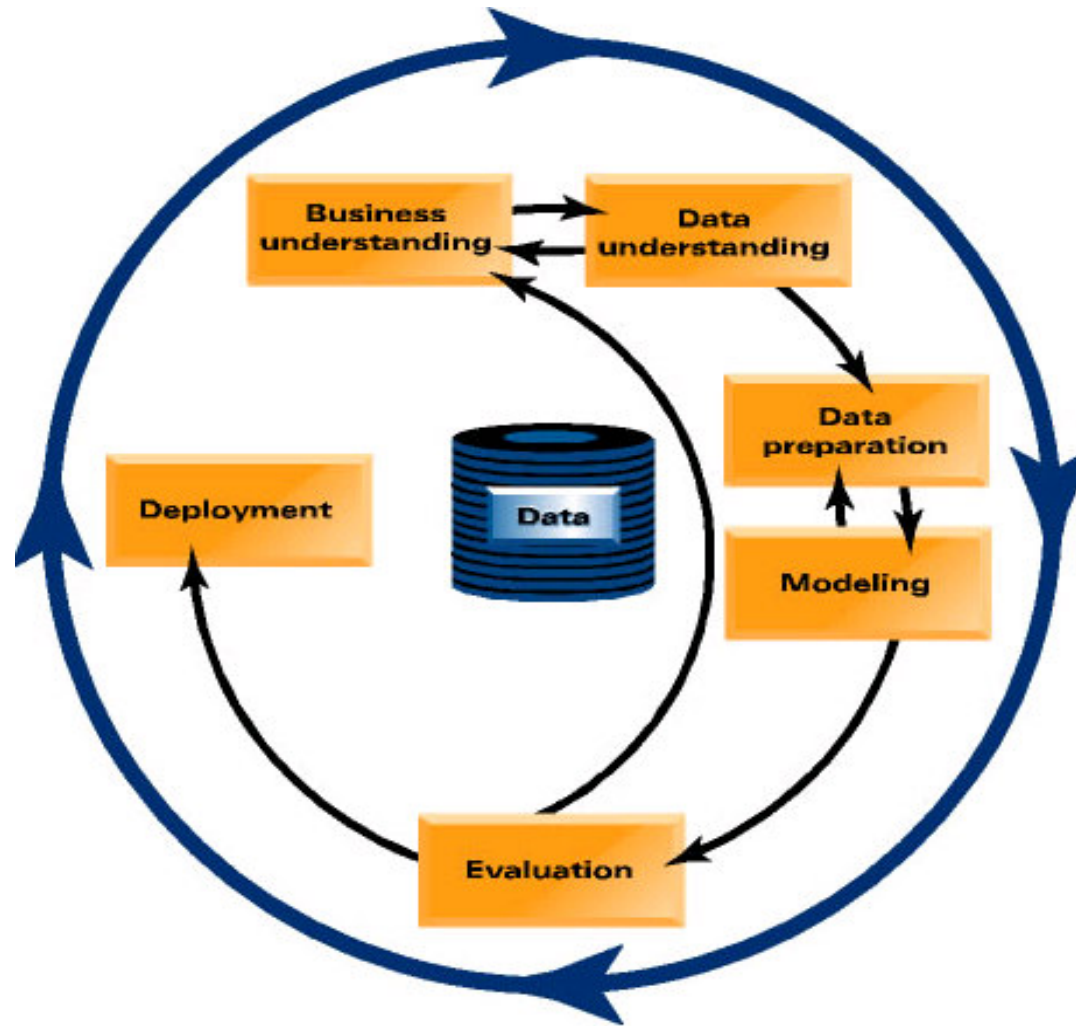 Business
understanding
Data
understanding
Data
preparation
Deployment
Data
Modeling
Evaluation